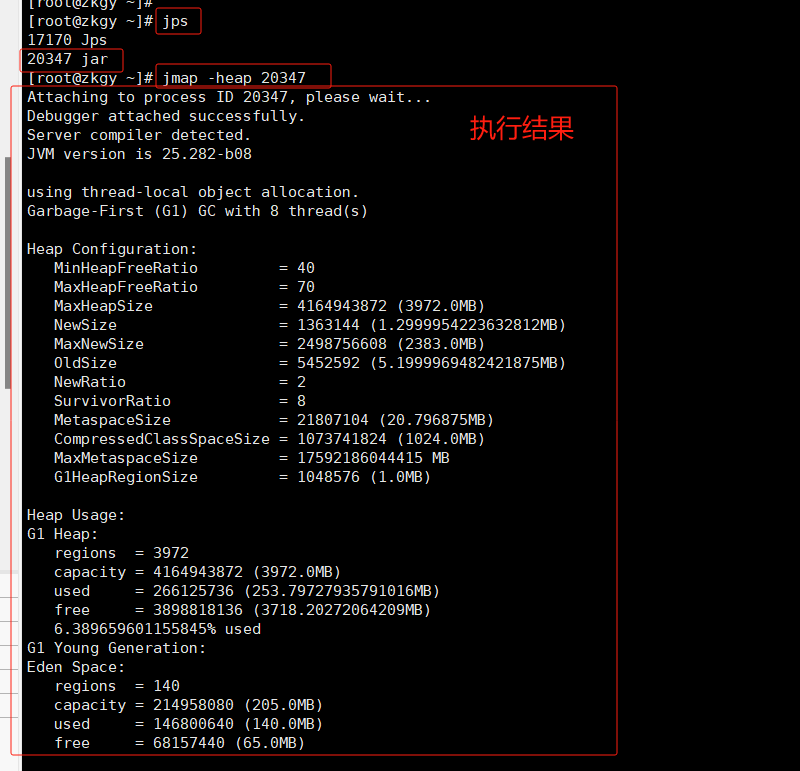 [root@zkgy ~]#
[root@zkgy ~]# jps
17170 Jps
20347 jar
[root@zkgy ~]# jmap -heap 20347
Attaching to process ID 20347, please wait...
Debugger attached successfully.
执行结果
Server compiler detected.
JVM version is 25.282-b08
using thread-local object allocation.
Garbage-First (G1) GC with 8 thread(s)
Heap Configuration:
MinHeapFreeRatio = 40
MaxHeapFreeRatio = 70
MaxHeapSize = 4164943872 (3972.0MB)
NewSize = 1363144 (1.2999954223632812MB)
MaxNewSize = 2498756608 (2383.0MB)
OldSize = 5452592 (5.1999969482421875MB)
NewRatio = 2
SurvivorRatio = 8
MetaspaceSize = 21807104 (20.796875MB)
CompressedClassSpaceSize = 1073741824 (1024.0MB)
MaxMetaspaceSize = 17592186044415 MB
G1HeapRegionSize = 1048576 (1.0MB)
Heap Usage:
G1 Heap:
regions = 3972
capacity = 4164943872 (3972.0MB)
used = 266125736 (253.79727935791016MB)
free = 3898818136 (3718.20272064209MB)
6.389659601155845% used
G1 Young Generation:
Eden Space:
regions = 140
capacity = 214958080 (205.0MB)
used = 146800640 (140.0MB)
free = 68157440 (65.0MB)